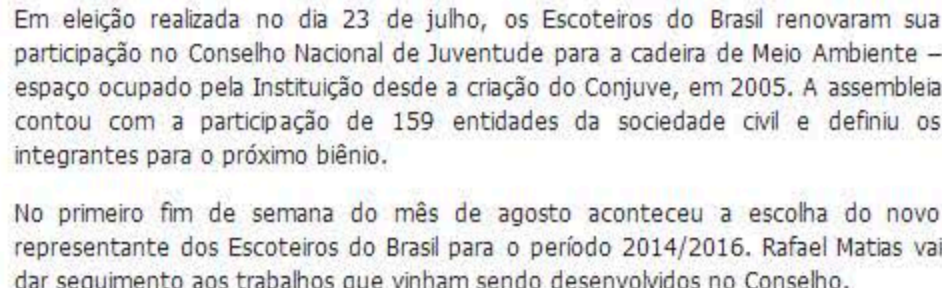 Em eleição realizada no dia 23 de julho, os Escoteiros do Brasil renovaram sua
participação no Conselho Nacional de Juventude para a cadeira de Meio Ambiente –
espaço ocupado pela Instituição desde a criação do Conjuve, em 2005. A assembleia
contou com a participação de 159 entidades da sociedade civil e definiu os
integrantes para o próximo biênio.
No primeiro fim de semana do mês de agosto aconteceu a escolha do novo
representante dos Escoteiros do Brasil para o período 2014/2016. Rafael Matias vai
dar seguimento aos trabalhos que vinham sendo desenvolvidos no Conselho.